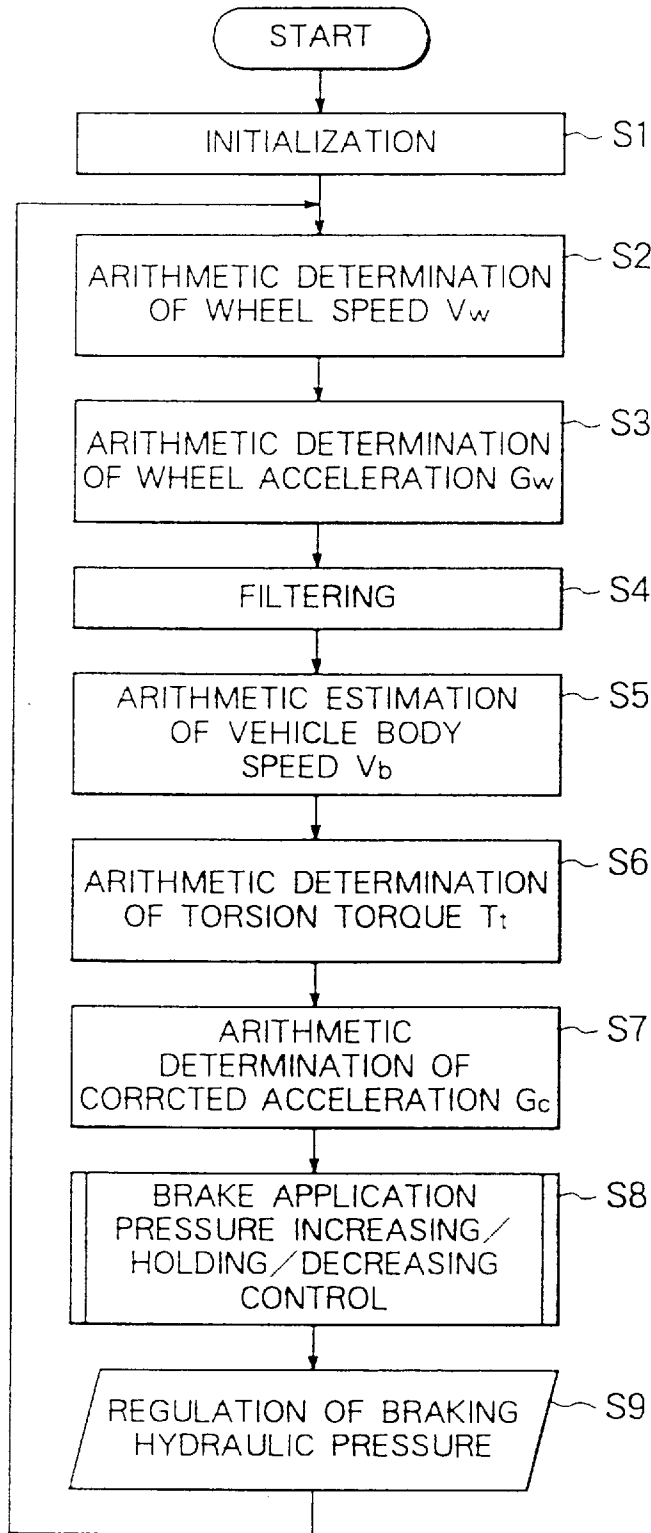 START
INITIALIZATION
S1
ARITHMETIC DETERMINATION
OF WHEEL SPEED Vw
S2
ARITHMETIC DETERMINATION
OF WHEEL ACCELERATION Gw
S3
FILTERING
S4
ARITHMETIC ESTIMATION
OF VEHICLE BODY
SPEED Vb
S5
ARITHMETIC DETERMINATION
OF TORSION TORQUE Tt
S6
ARITHMETIC
DETERMINATION OF
CORRCTED ACCELERATION Gc
S7
BRAKE APPLICATION
PRESSURE INCREASING/
HOLDING/DECREASING
CONTROL
S8
REGULATION OF BRAKING
HYDRAULIC PRESSURE
S9